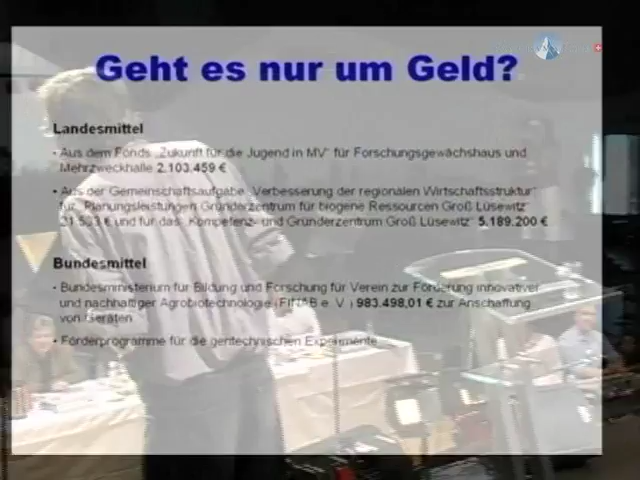 Geht es nur um Geld?
Landesmittel
- Aus dem Fonds „Zukunft für die Jugend in MV“ für Forschungsgewächshaus und
Mehrzweckhalle 2.103.459 €
- Aus der Gemeinschaftsaufgabe „Verbesserung der regionalen Wirtschaftsstruktur“
für „Planungsleistungen Gründerzentrum für biogene Ressourcen Groß Lüsewitz“
€ und für das „Kompetenz- und Gründerzentrum Groß Lüsewitz“ 5.189.200 €
Bundesmittel
- Bundesministerium für Bildung und Forschung für Verein zur Förderung innovativer
und nachhaltiger Agrobiotechnologie (FINAB e. V.) 983.498,01 € zur Anschaffung
von Geräten
- Förderprogramme für die gentechnischen Experimente